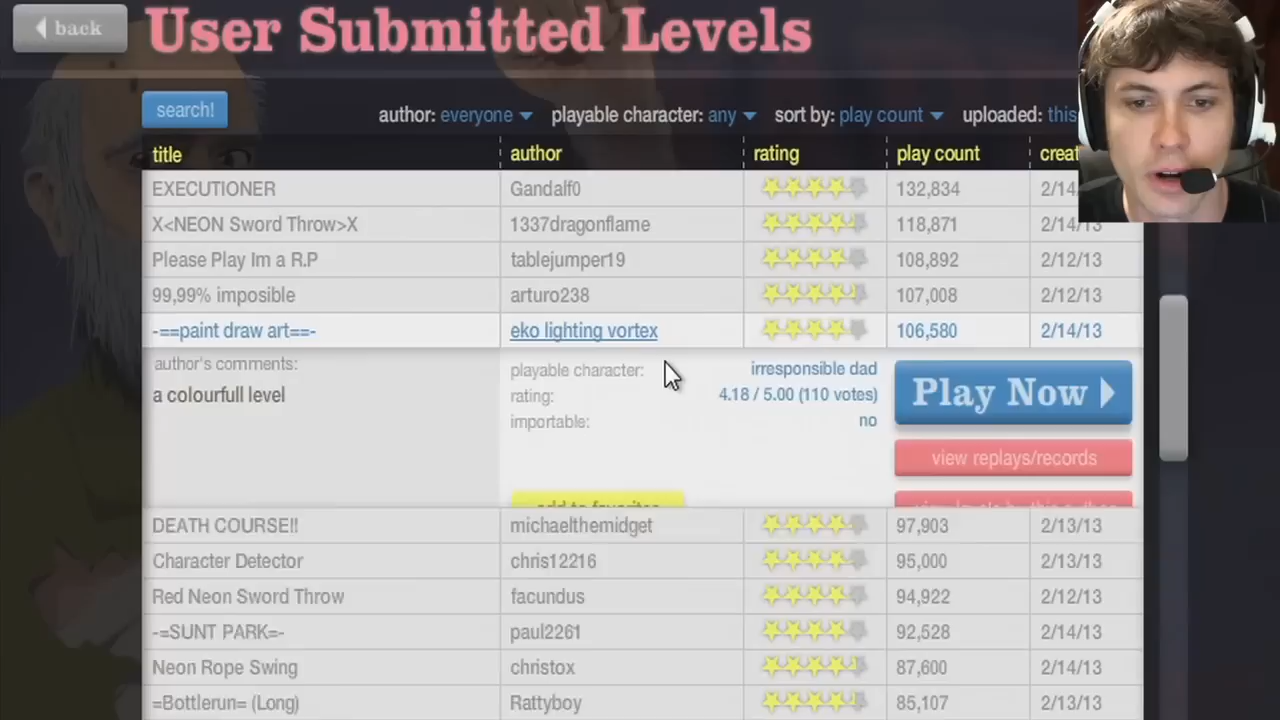 back
User Submitted Levels
search!
author: everyone
playable character: any
sort by: play count
uploaded: this
title author rating play count
EXECUTIONER Gandalf0 132,834 2/14
X<NEON Sword Throw>X 1337dragonflame 118,871 2/14/13
Please Play Im a R.P tablejumper19 108,892 2/12/13
99,99% imposible arturo238 107,008 2/12/13
-==paint draw art==- eko lighting vortex 106,580 2/14/13
author's comments:
a colourfull level
playable character: irresponsible dad
rating: 4.18 / 5.00 (110 votes)
importable: no
Play Now
view replays/records
add to favorites
DEATH COURSE!! michaelthemidget 97,903 2/13/13
Character Detector chris12216 95,000 2/13/13
Red Neon Sword Throw facundus 94,922 2/12/13
-=SUNT PARK=- paul2261 92,528 2/14/13
Neon Rope Swing christox 87,600 2/14/13
=Bottlerun= (Long) Rattyboy 85,107 2/13/13